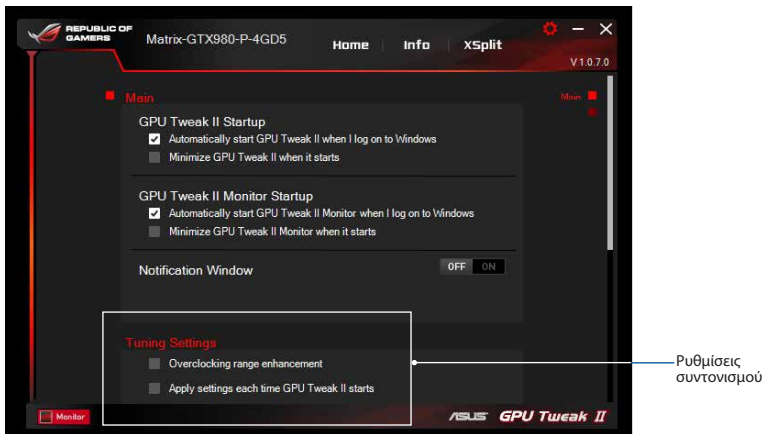 REPUBLIC OF
GAMERS
Matrix-GTX980-P-4GD5
Home
Info
XSplit
V 1.0.7.0
Main
Main
GPU Tweak II Startup
Automatically start GPU Tweak II when I log on to Windows
Minimize GPU Tweak II when it starts
GPU Tweak II Monitor Startup
Automatically start GPU Tweak II Monitor when I log on to Windows
Minimize GPU Tweak II Monitor when it starts
Notification Window
OFF ON
Tuning Settings
Overclocking range enhancement
Apply settings each time GPU Tweak II starts
Ρυθμίσεις
συντονισμού
Monitor
ASUS GPU Tweak II